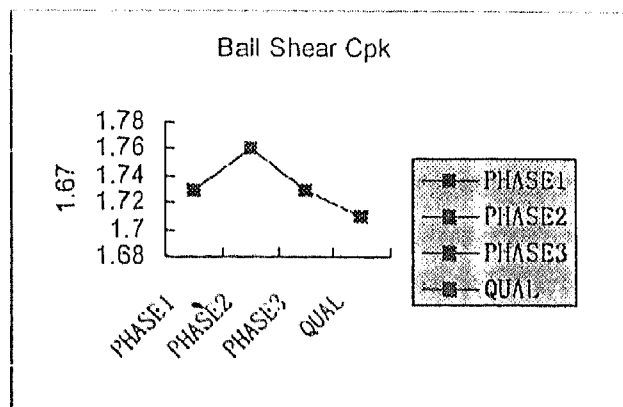 Ball Shear Cpk
1.67
1.78
1.76
1.74
1.72
1.7
1.68
PHASE1
PHASE2
PHASE3
QUAL
PHASE1
PHASE2
PHASE3
QUAL